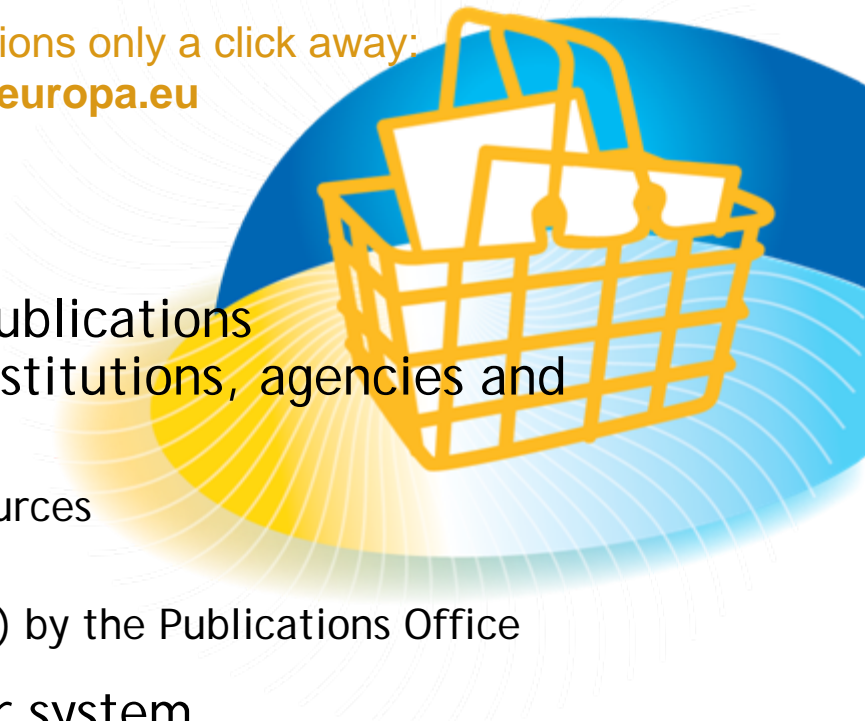 ions only a click away:
europa.eu
ublications
stitutions, agencies and
urces
) by the Publications Office
r system